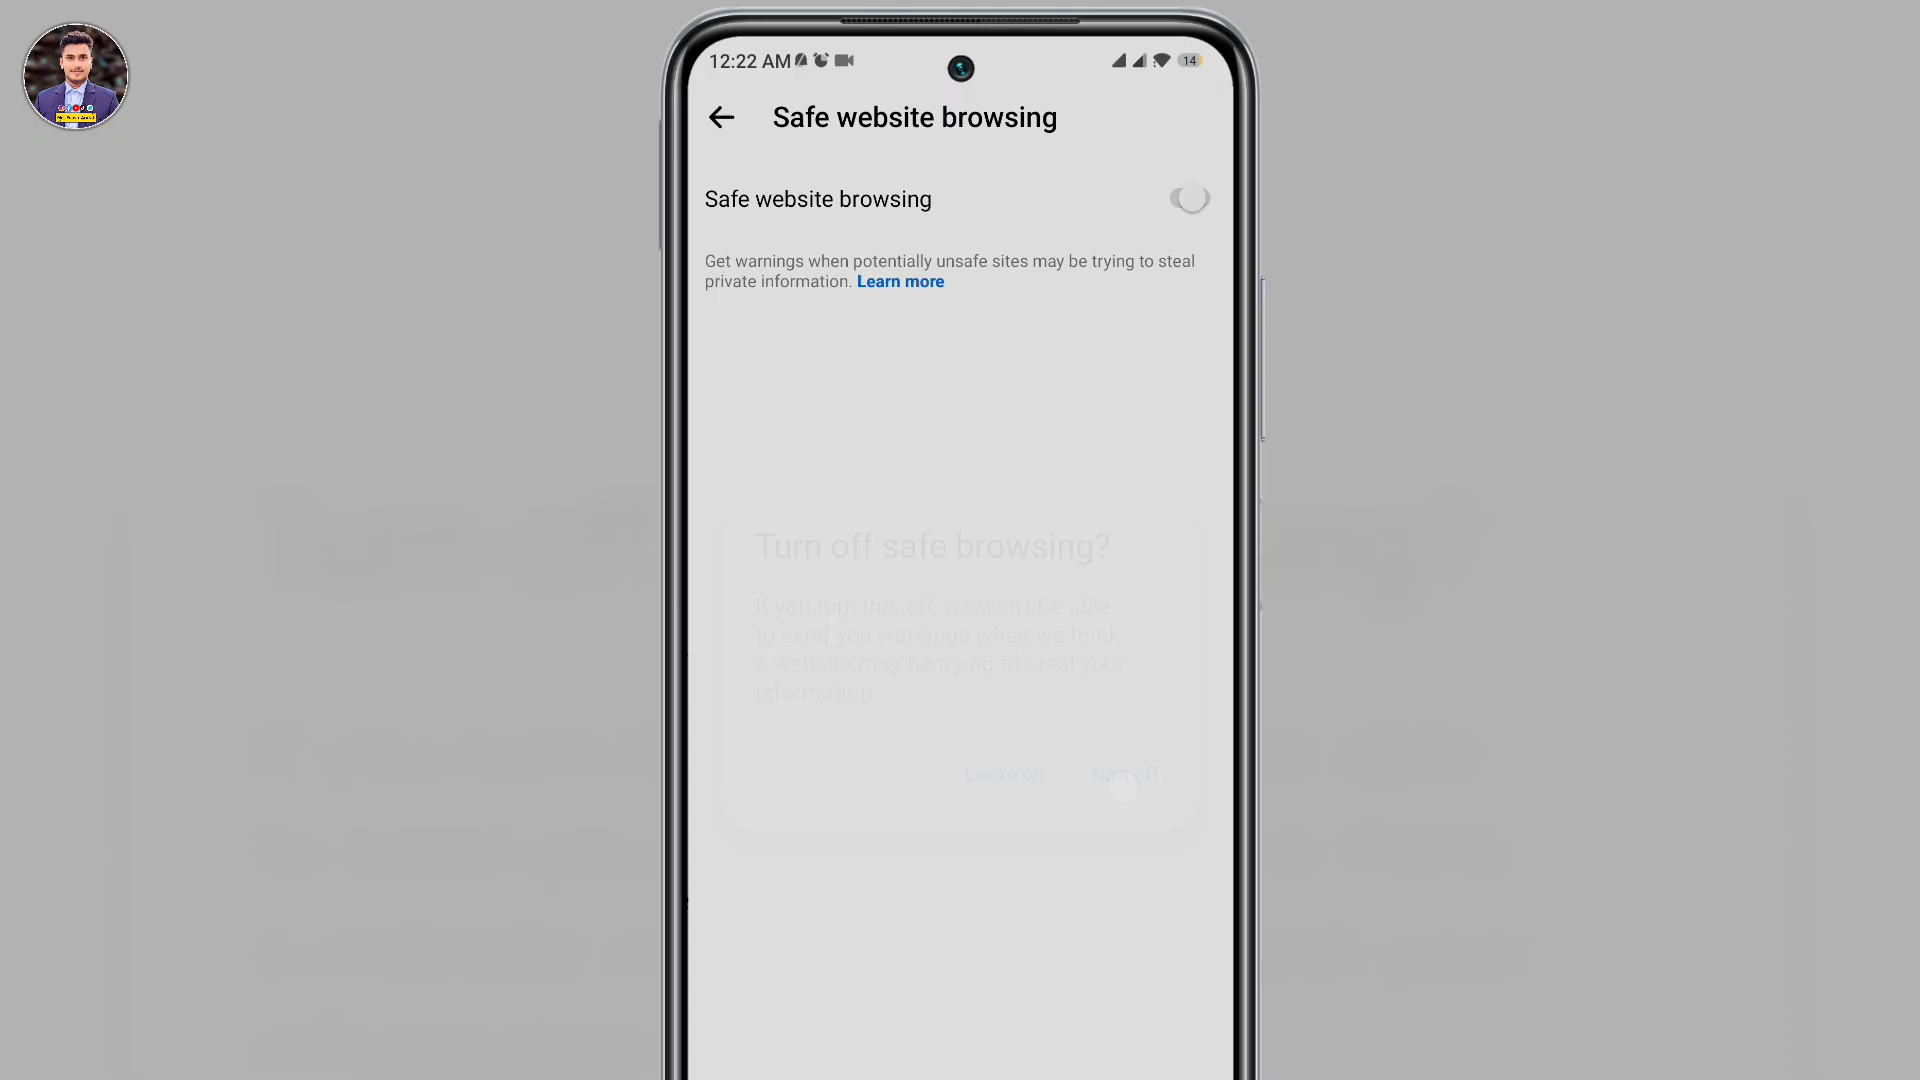 12:22 AM
14
Safe website browsing
Safe website browsing
Get warnings when potentially unsafe sites may be trying to steal
private information. Learn more
Turn off safe browsing?
If you turn this off, we won't be able
to send you warnings when we think
a website may be trying to steal your
information.
Leave on
Turn off